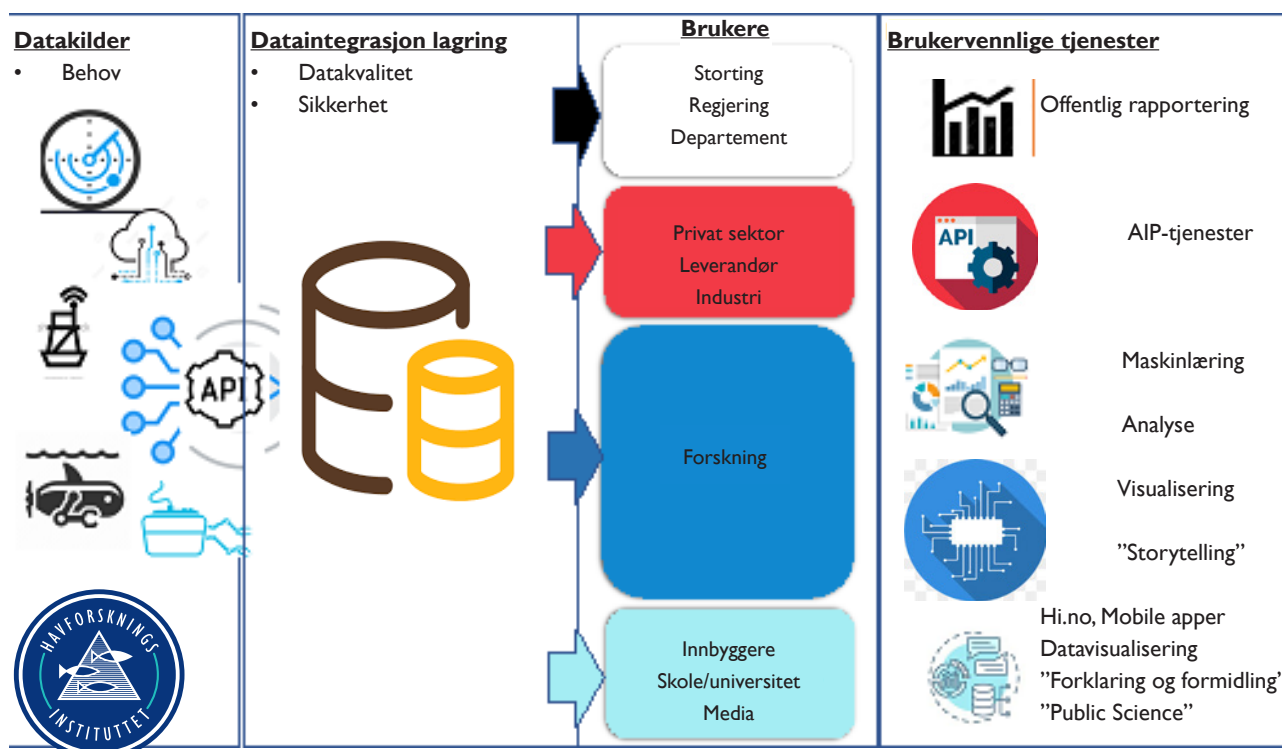 Datakilder
• Behov
API
HAVFORSKNINGS
INSTITUTTET
Dataintegrasjon lagring
• Datakvalitet
• Sikkerhet
Brukere
Storting
Regjering
Departement
Privat sektor
Leverandør
Industri
Forskning
Innbyggere
Skole/universitet
Media
Brukervennlige tjenester
Offentlig rapportering
API
AIP-tjenester
Maskinlæring
Analyse
Visualisering
”Storytelling”
Hi.no, Mobile apper
Datavisualisering
”Forklaring og formidling”
”Public Science”